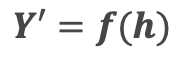 Y′ = f(h)